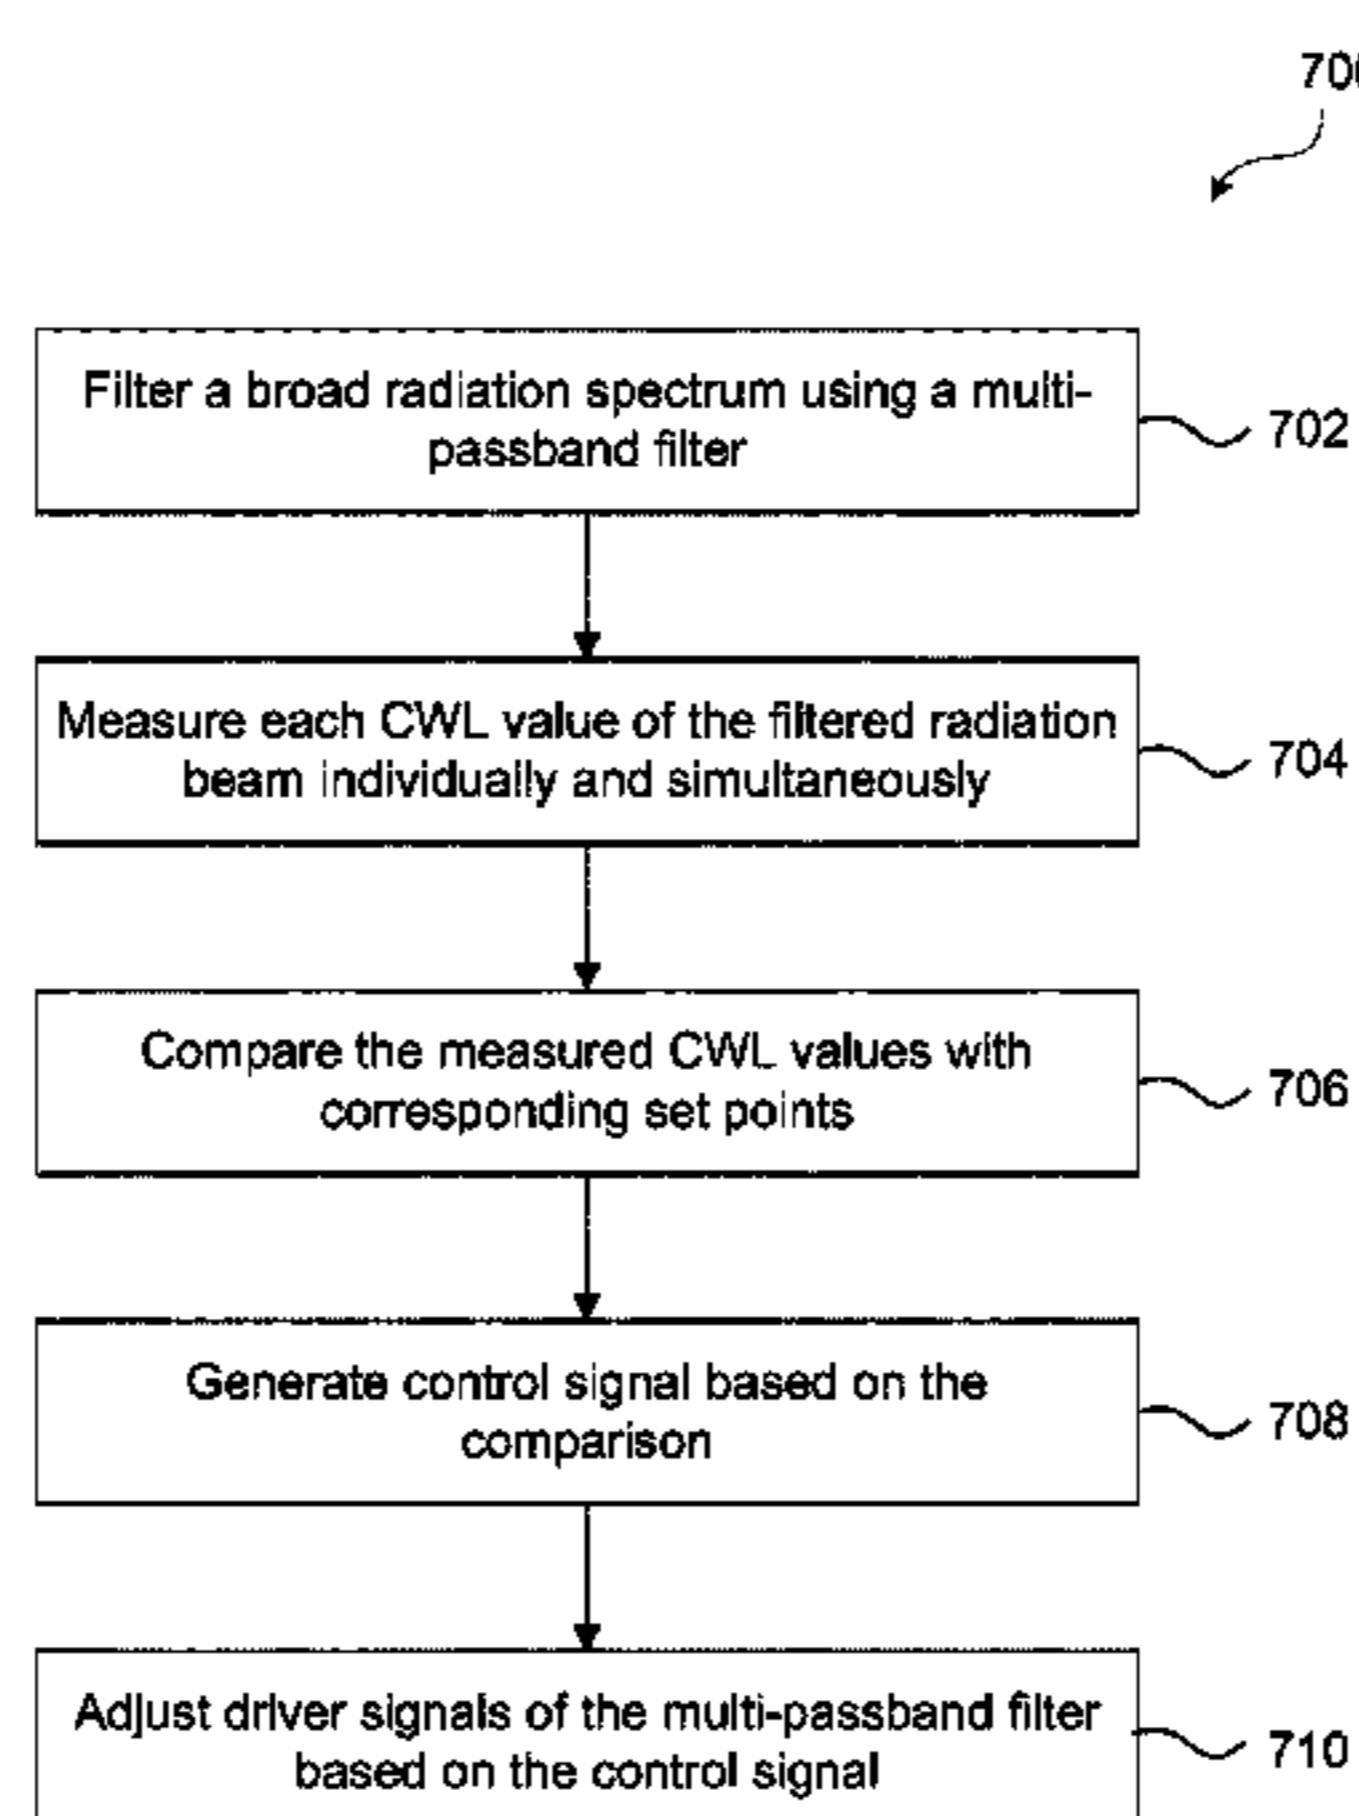 700
Filter a broad radiation spectrum using a multi-
passband filter
702
Measure each CWL value of the filtered radiation
beam individually and simultaneously
704
Compare the measured CWL values with
corresponding set points
706
Generate control signal based on the
comparison
708
Adjust driver signals of the multi-passband filter
based on the control signal
710